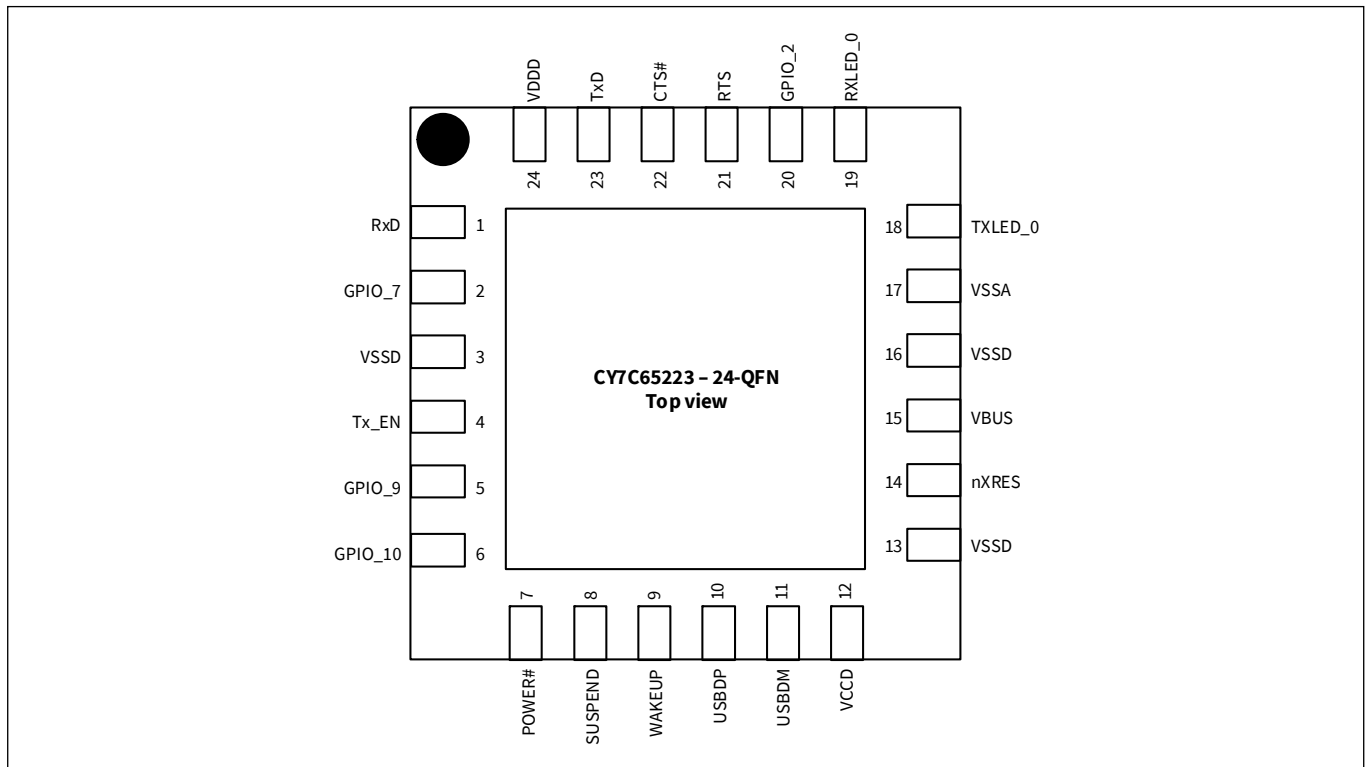 VDDD
TxD
CTS#
RTS
GPIO_2
RXLED_0
24
23
22
21
20
19
RxD 1
GPIO_7 2
VSSD 3
Tx_EN 4
GPIO_9 5
GPIO_10 6
18 TXLED_0
17 VSSA
16 VSSD
15 VBUS
14 nXRES
13 VSSD
CY7C65223 – 24-QFN
Top view
7
8
9
10
11
12
POWER#
SUSPEND
WAKEUP
USBDP
USBDM
VCCD